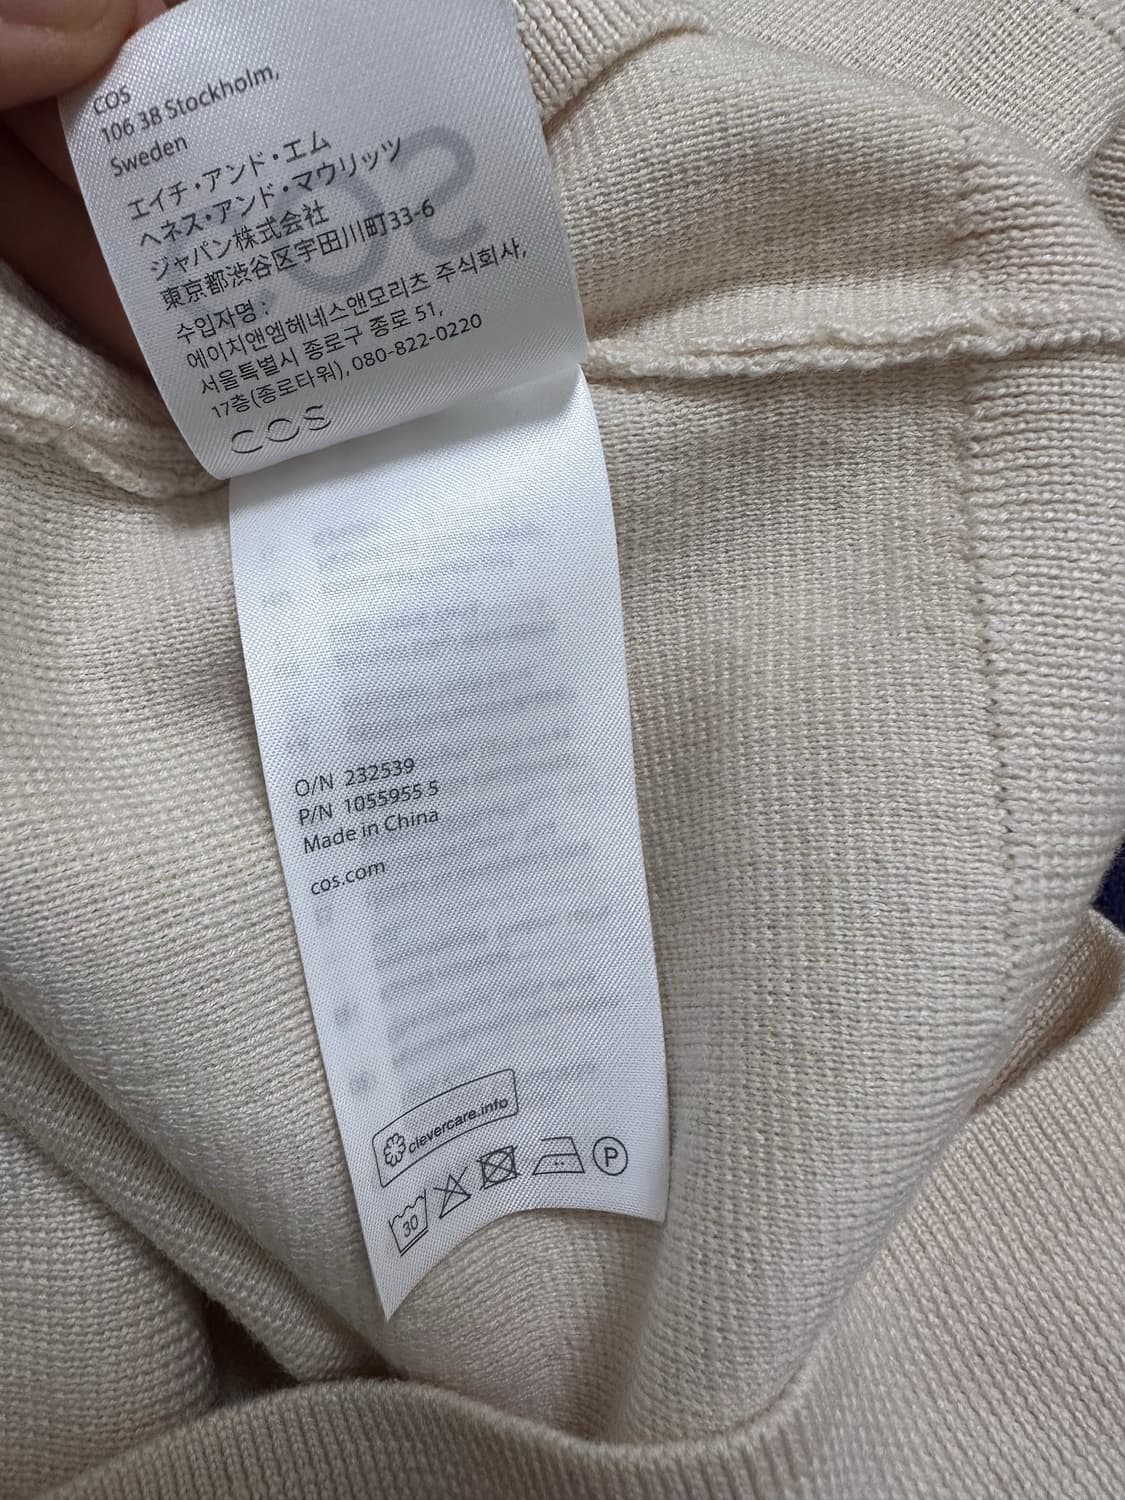 COS
106 38 Stockholm,
Sweden
エイチ・アンド・エム
ヘネス・アンド・マウリッツ
ジャパン株式会社
東京都渋谷区宇田川町33-6
수입자명 :
에이치앤엠헤네스앤모리츠 주식회사,
서울특별시 종로구 종로 51,
17층(종로타워), 080-822-0220
COS
O/N 232539
P/N 1055955 5
Made in China
cos.com
clevercare.info
30
P